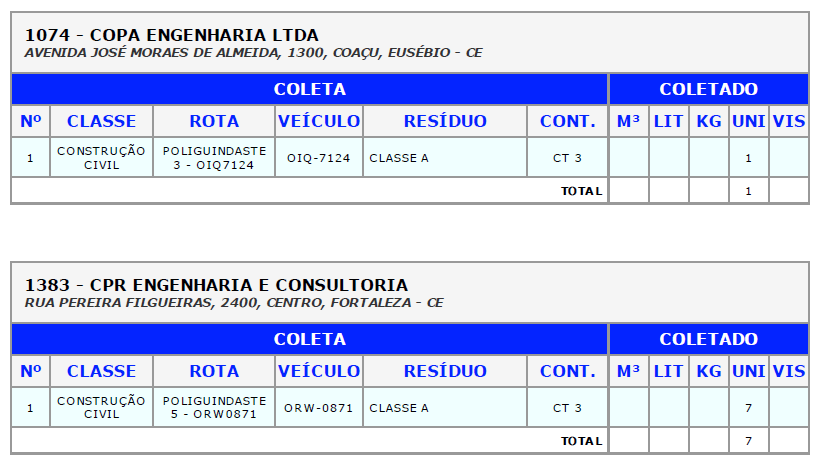 1074 - COPA ENGENHARIA LTDA
AVENIDA JOSÉ MORAES DE ALMEIDA, 1300, COAÇU, EUSÉBIO - CE
COLETA COLETADO
Nº CLASSE ROTA VEÍCULO RESÍDUO CONT. M³ LIT KG UNI VIS
1 CONSTRUÇÃO CIVIL POLIGUINDASTE 3 - OIQ7124 OIQ-7124 CLASSE A CT 3 1
TOTAL 1
1383 - CPR ENGENHARIA E CONSULTORIA
RUA PEREIRA FILGUEIRAS, 2400, CENTRO, FORTALEZA - CE
COLETA COLETADO
Nº CLASSE ROTA VEÍCULO RESÍDUO CONT. M³ LIT KG UNI VIS
1 CONSTRUÇÃO CIVIL POLIGUINDASTE 5 - ORW0871 ORW-0871 CLASSE A CT 3 7
TOTAL 7